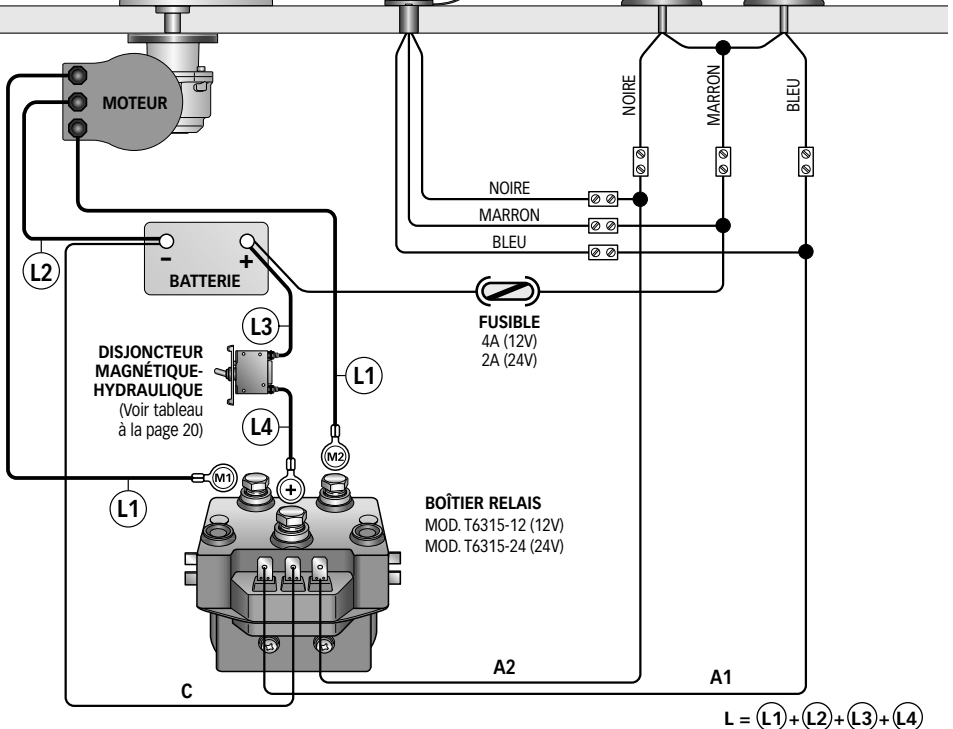 MOTEUR
NOIRE
MARRON
BLEU
NOIRE
MARRON
BLEU
L2
-
+
BATTERIE
FUSIBLE
4A (12V)
2A (24V)
L3
DISJONCTEUR
MAGNÉTIQUE-
HYDRAULIQUE
(Voir tableau
à la page 20)
L1
L4
M2
M1
+
L1
BOÎTIER RELAIS
MOD. T6315-12 (12V)
MOD. T6315-24 (24V)
A2
A1
C
L = L1+L2+L3+L4